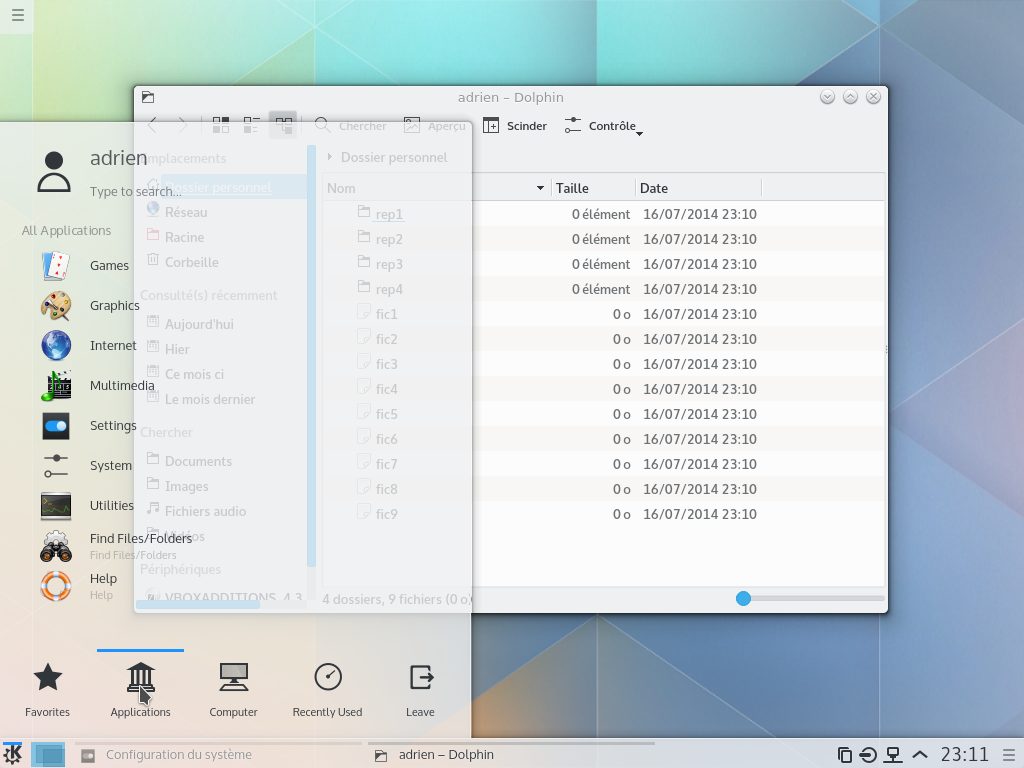 adrien – Dolphin
Chercher
Aperçu
Scinder
Contrôle
adrien
Type to search...
All Applications
Games
Graphics
Internet
Multimedia
Settings
System
Utilities
Find Files/Folders
Find Files/Folders
Help
Help
Favorites
Applications
Computer
Recently Used
Leave
Emplacements
Dossier personnel
Réseau
Racine
Corbeille
Consulté(s) récemment
Aujourd'hui
Hier
Ce mois ci
Le mois dernier
Chercher
Documents
Images
Fichiers audio
Vidéos
Périphériques
VBOXADDITIONS_4.3
Dossier personnel
Nom Taille Date
rep1 0 élément 16/07/2014 23:10
rep2 0 élément 16/07/2014 23:10
rep3 0 élément 16/07/2014 23:10
rep4 0 élément 16/07/2014 23:10
fic1 0 o 16/07/2014 23:10
fic2 0 o 16/07/2014 23:10
fic3 0 o 16/07/2014 23:10
fic4 0 o 16/07/2014 23:10
fic5 0 o 16/07/2014 23:10
fic6 0 o 16/07/2014 23:10
fic7 0 o 16/07/2014 23:10
fic8 0 o 16/07/2014 23:10
fic9 0 o 16/07/2014 23:10
4 dossiers, 9 fichiers (0 o)
Configuration du système
adrien – Dolphin
23:11